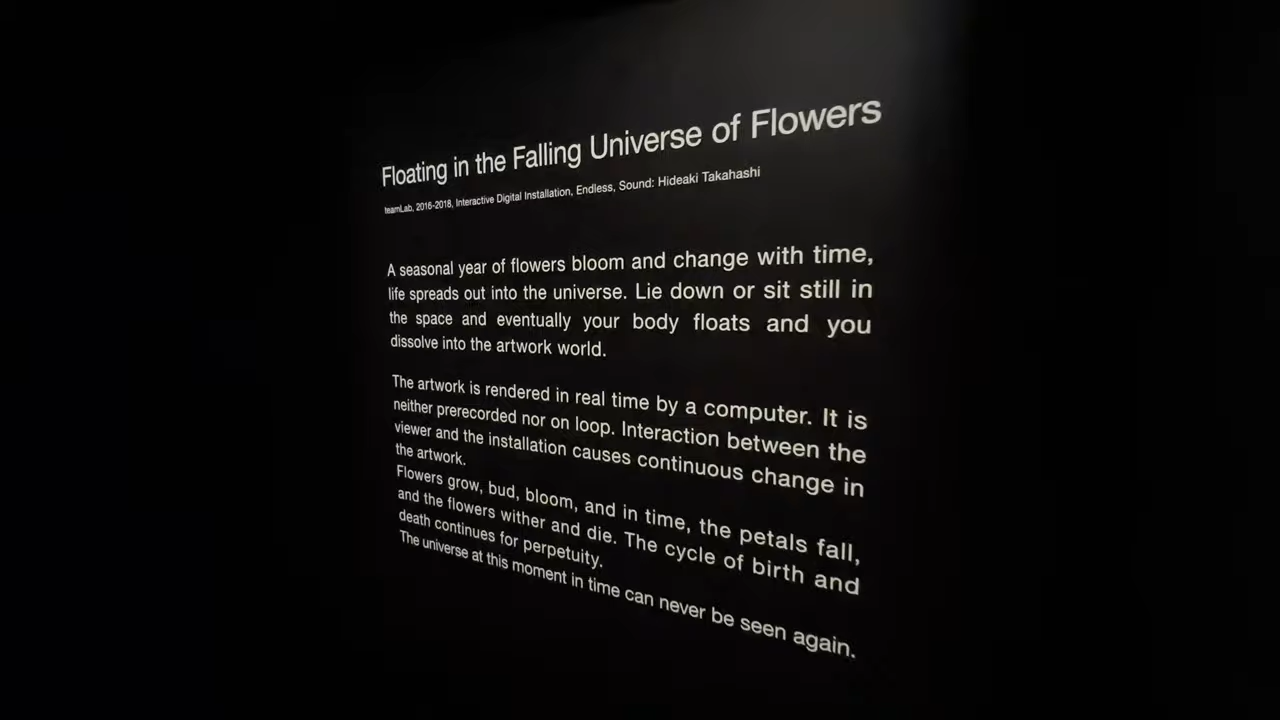 Floating in the Falling Universe of Flowers
teamLab, 2016-2018, Interactive Digital Installation, Endless, Sound: Hideaki Takahashi
A seasonal year of flowers bloom and change with time,
life spreads out into the universe. Lie down or sit still in
the space and eventually your body floats and you
dissolve into the artwork world.
The artwork is rendered in real time by a computer. It is
neither prerecorded nor on loop. Interaction between the
viewer and the installation causes continuous change in
the artwork.
Flowers grow, bud, bloom, and in time, the petals fall,
and the flowers wither and die. The cycle of birth and
death continues for perpetuity.
The universe at this moment in time can never be seen again.